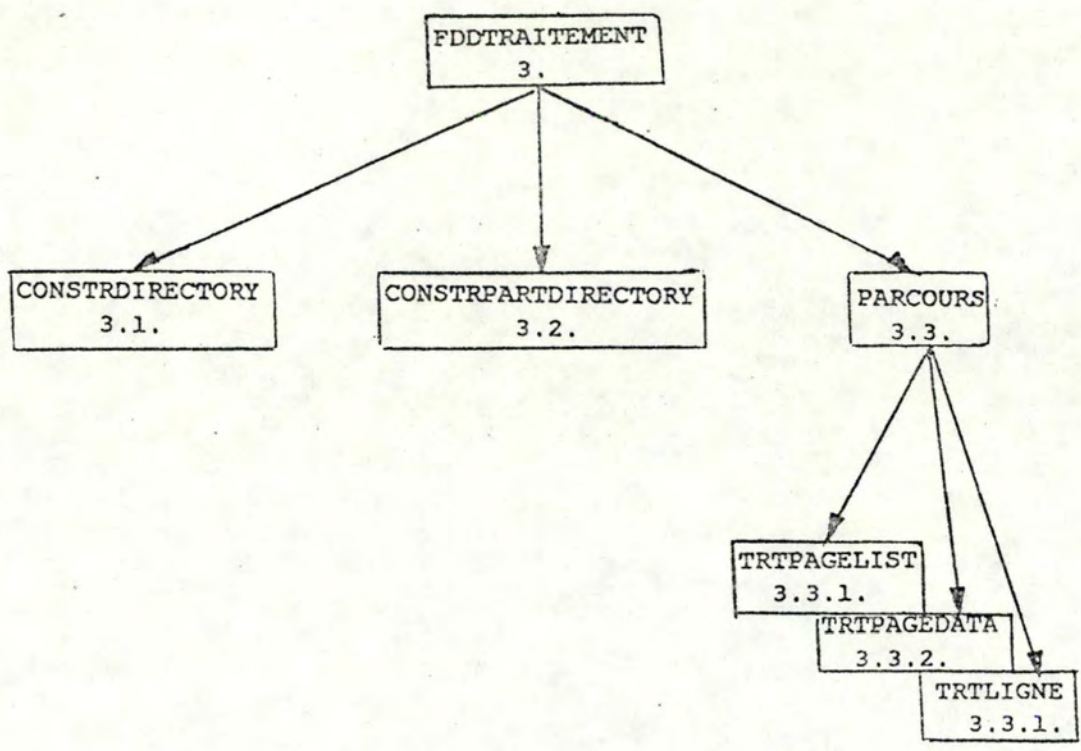 FDDTRAITEMENT
3.
CONSTRDIRECTORY
3.1.
CONSTRPARTDIRECTORY
3.2.
PARCOURS
3.3.
TRTPAGELIST
3.3.1.
TRTPAGEDATA
3.3.2.
TRTLIGNE
3.3.1.